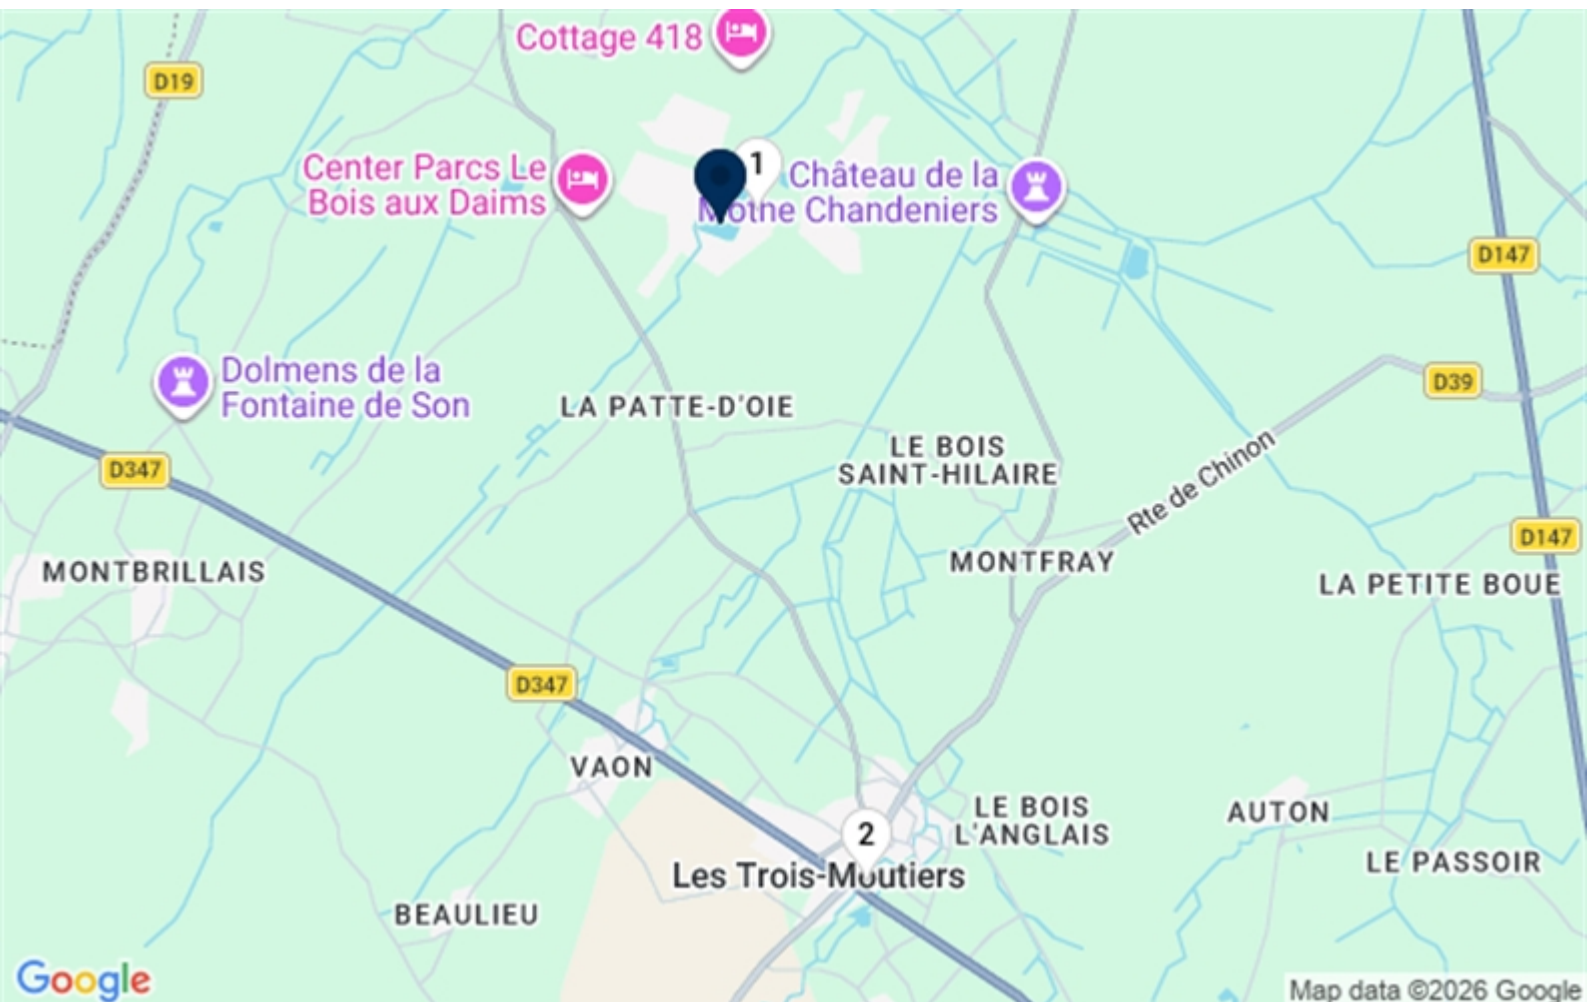 Cottage 418
D19
Center Parcs Le
Bois aux Daims
1
Château de la
Mothe Chandeniers
D147
Dolmens de la
Fontaine de Son
D39
LA PATTE-D'OIE
LE BOIS
SAINT-HILAIRE
Rte de Chinon
D347
D147
MONTBRILLAIS
MONTFRAY
LA PETITE BOUE
D347
VAON
LE BOIS
L'ANGLAIS
AUTON
2
Les Trois-Moutiers
LE PASSOIR
BEAULIEU
Google
Map data ©2026 Google